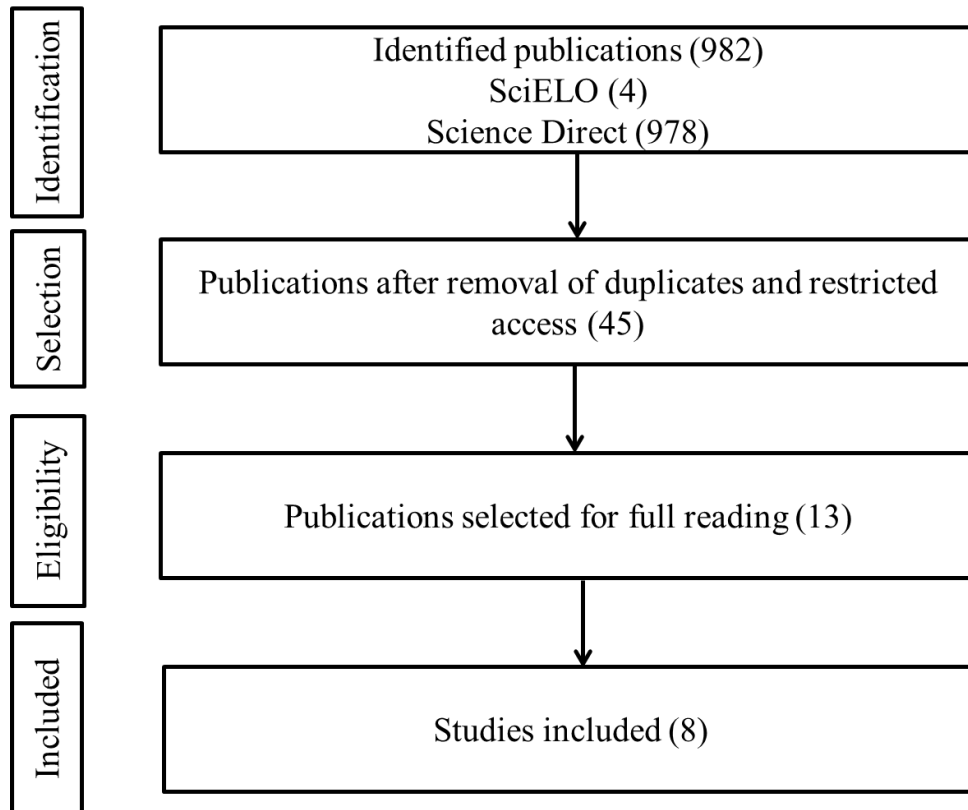 Identification
Identified publications (982)
SciELO (4)
Science Direct (978)
Selection
Publications after removal of duplicates and restricted
access (45)
Eligibility
Publications selected for full reading (13)
Included
Studies included (8)